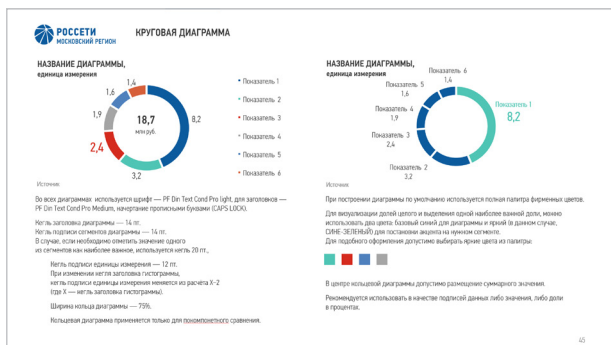 РОССЕТИ
МОСКОВСКИЙ РЕГИОН
КРУГОВАЯ ДИАГРАММА
НАЗВАНИЕ ДИАГРАММЫ,
единица измерения
1,4
1,6
1,9
2,4
3,2
8,2
18,7
млн руб.
• Показатель 1
• Показатель 2
• Показатель 3
• Показатель 4
• Показатель 5
• Показатель 6
Источник
Во всех диаграммах используется шрифт — PF Din Text Cond Pro light, для заголовков —
PF Din Text Cond Pro Medium, начертание прописными буквами (CAPS LOCK).
Кегль заголовка диаграммы — 14 пт.
Кегль подписи сегментов диаграммы — 14 пт.
В случае, если необходимо отметить значение одного
из сегментов как наиболее важное, используется кегль 20 пт.,
Кегль подписи единицы измерения — 12 пт.
При изменении кегля заголовка гистограммы,
кегль подписи единицы измерения меняется из расчёта X-2
(где X — кегль заголовка гистограммы).
Ширина кольца диаграммы — 75%.
Кольцевая диаграмма применяется только для покомпонетного сравнения.
НАЗВАНИЕ ДИАГРАММЫ,
единица измерения
Показатель 6
1,4
Показатель 5
1,6
Показатель 4
1,9
Показатель 3
2,4
Показатель 2
3,2
Показатель 1
8,2
Источник
При построении диаграммы по умолчанию используется полная палитра фирменных цветов.
Для визуализации долей целого и выделения одной наиболее важной доли, можно
использовать два цвета: базовый синий для диаграммы и яркий (в данном случае,
СИНЕ-ЗЕЛЕНЫЙ) для постановки акцента на нужном сегменте.
Для подобного оформления допустимо выбирать яркие цвета из палитры:
В центре кольцевой диаграммы допустимо размещение суммарного значения.
Рекомендуется использовать в качестве подписей данных либо значения, либо доли
в процентах.
45